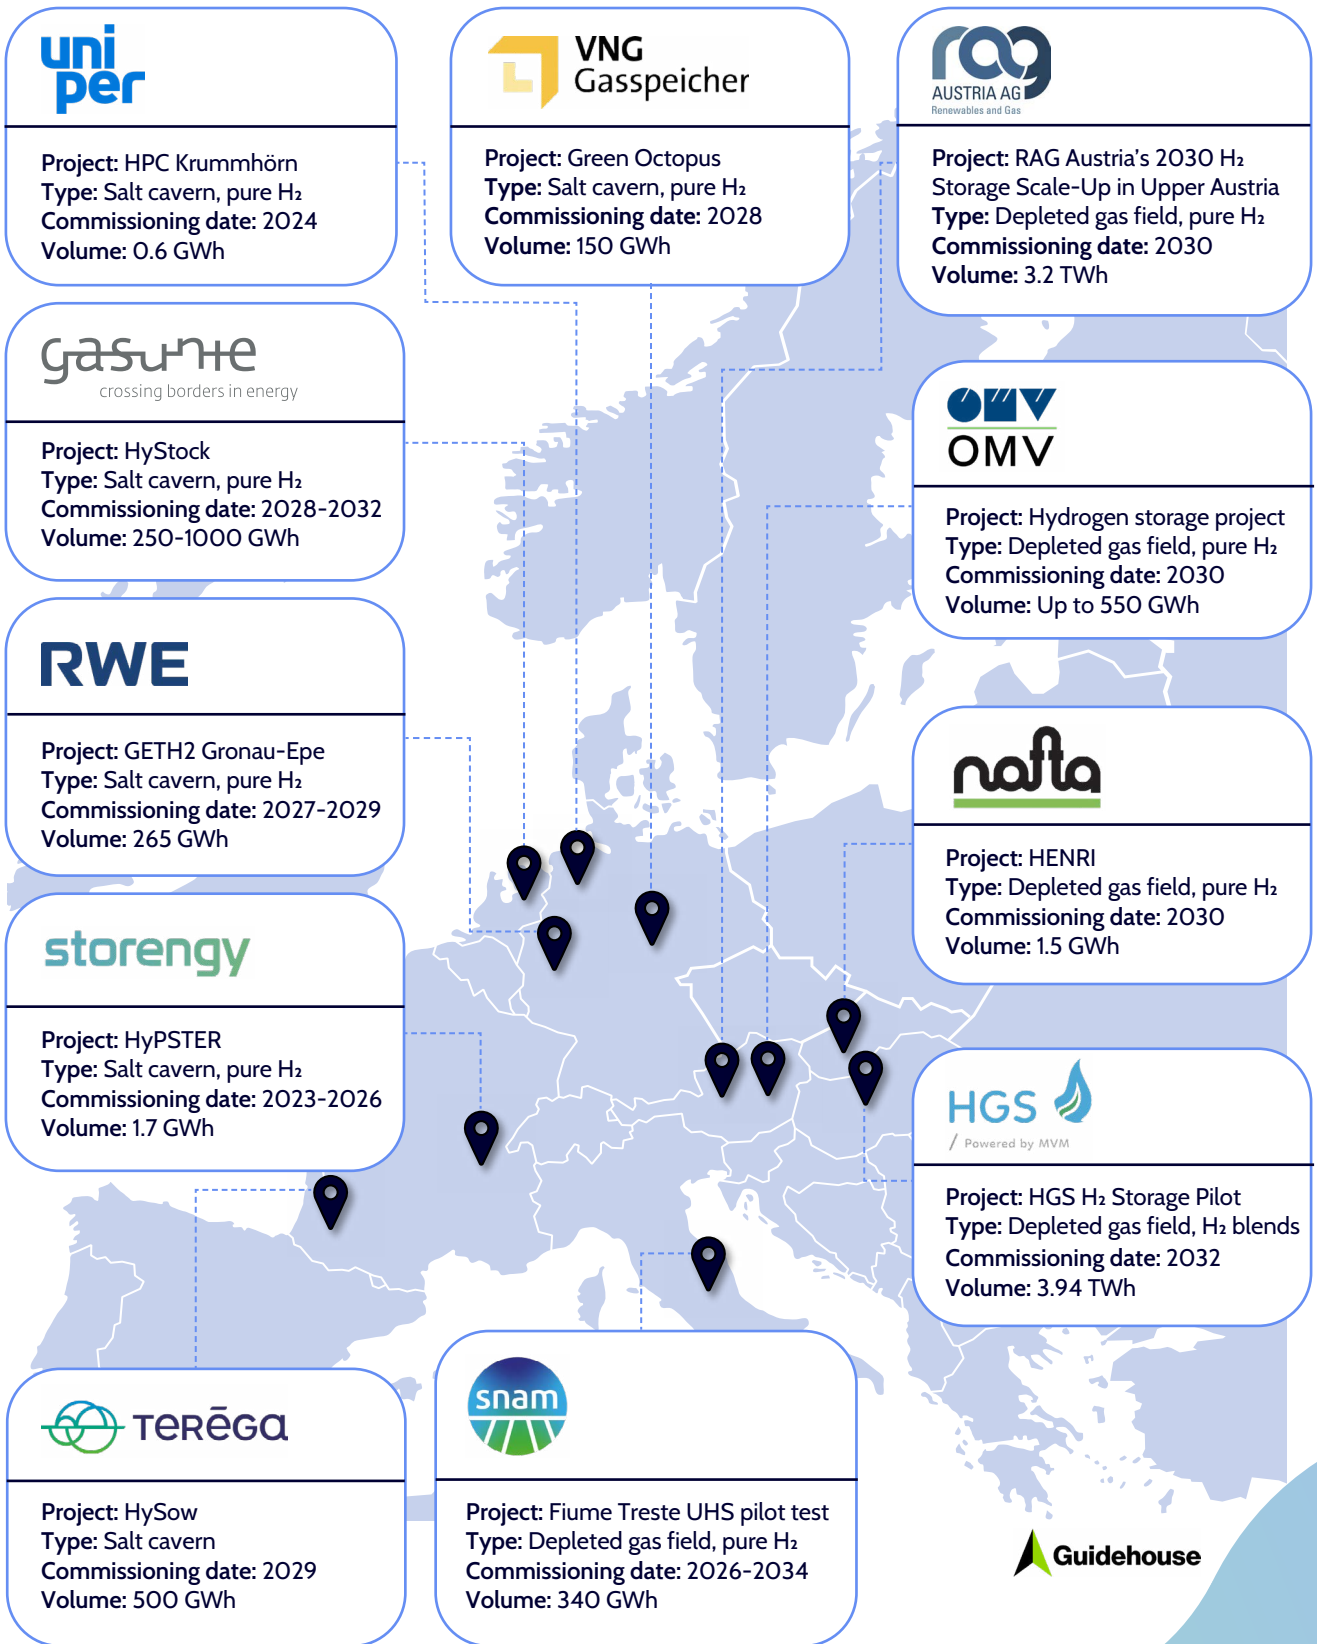 uni
per
Project: HPC Krummhörn
Type: Salt cavern, pure H₂
Commissioning date: 2024
Volume: 0.6 GWh
VNG
Gasspeicher
Project: Green Octopus
Type: Salt cavern, pure H₂
Commissioning date: 2028
Volume: 150 GWh
rag
AUSTRIA AG
Renewables and Gas
Project: RAG Austria's 2030 H₂
Storage Scale-Up in Upper Austria
Type: Depleted gas field, pure H₂
Commissioning date: 2030
Volume: 3.2 TWh
gasunie
crossing borders in energy
Project: HyStock
Type: Salt cavern, pure H₂
Commissioning date: 2028-2032
Volume: 250-1000 GWh
OMV
OMV
Project: Hydrogen storage project
Type: Depleted gas field, pure H₂
Commissioning date: 2030
Volume: Up to 550 GWh
RWE
Project: GETH2 Gronau-Epe
Type: Salt cavern, pure H₂
Commissioning date: 2027-2029
Volume: 265 GWh
nafta
Project: HENRI
Type: Depleted gas field, pure H₂
Commissioning date: 2030
Volume: 1.5 GWh
storengy
Project: HyPSTER
Type: Salt cavern, pure H₂
Commissioning date: 2023-2026
Volume: 1.7 GWh
HGS
/ Powered by MVM
Project: HGS H₂ Storage Pilot
Type: Depleted gas field, H₂ blends
Commissioning date: 2032
Volume: 3.94 TWh
TERĒGA
Project: HySow
Type: Salt cavern
Commissioning date: 2029
Volume: 500 GWh
snam
Project: Fiume Treste UHS pilot test
Type: Depleted gas field, pure H₂
Commissioning date: 2026-2034
Volume: 340 GWh
Guidehouse